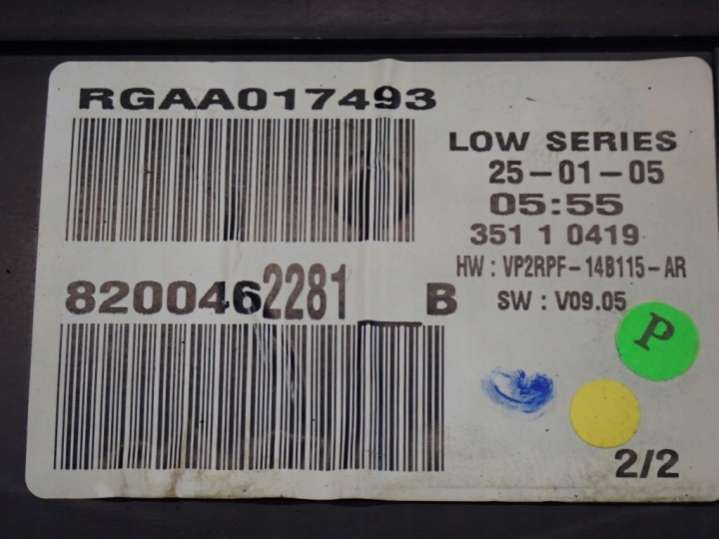 RGAA017493
LOW SERIES
25-01-05
05:55
351 1 0419
HW : VP2RPF-14B115-AR
8200462281__B
SW : V09.05
P
2/2